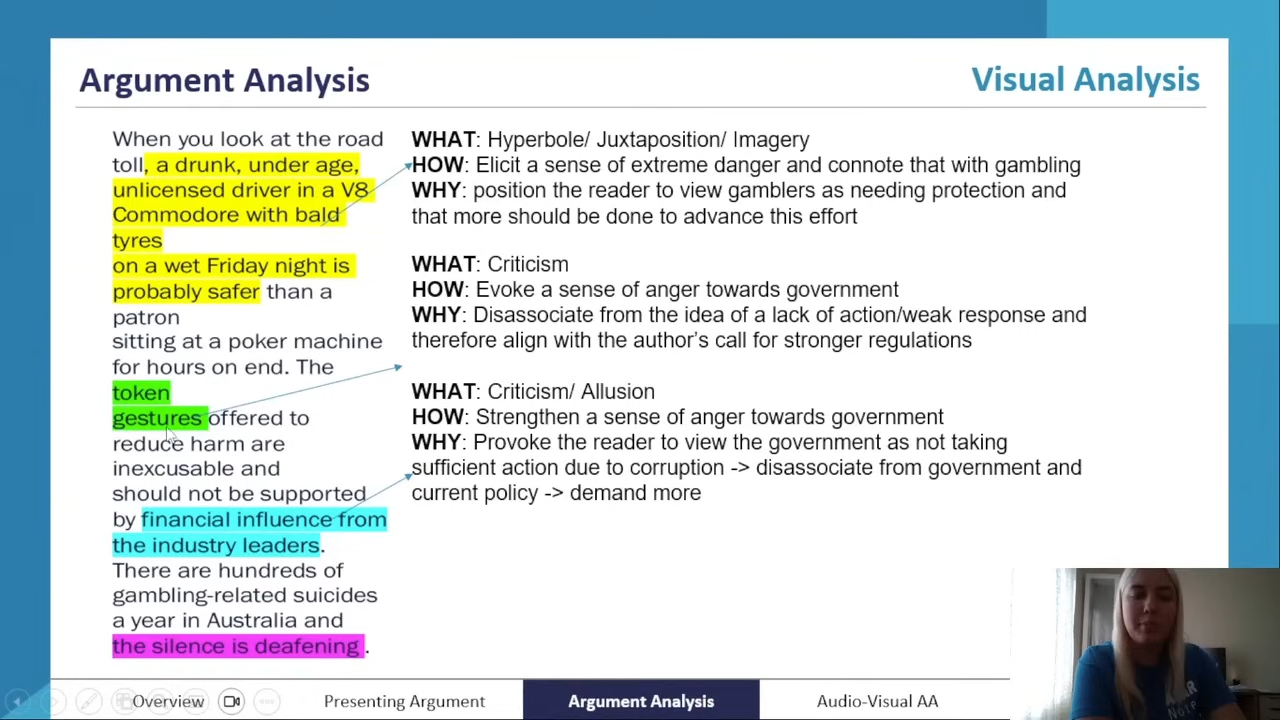 Argument Analysis
Visual Analysis
When you look at the road
toll, a drunk, under age,
unlicensed driver in a V8
Commodore with bald
tyres
on a wet Friday night is
probably safer than a
patron
sitting at a poker machine
for hours on end. The
token
gestures offered to
reduce harm are
inexcusable and
should not be supported
by financial influence from
the industry leaders.
There are hundreds of
gambling-related suicides
a year in Australia and
the silence is deafening .
WHAT: Hyperbole/ Juxtaposition/ Imagery
HOW: Elicit a sense of extreme danger and connote that with gambling
WHY: position the reader to view gamblers as needing protection and
that more should be done to advance this effort
WHAT: Criticism
HOW: Evoke a sense of anger towards government
WHY: Disassociate from the idea of a lack of action/weak response and
therefore align with the author's call for stronger regulations
WHAT: Criticism/ Allusion
HOW: Strengthen a sense of anger towards government
WHY: Provoke the reader to view the government as not taking
sufficient action due to corruption -> disassociate from government and
current policy -> demand more
Overview
Presenting Argument
Argument Analysis
Audio-Visual AA